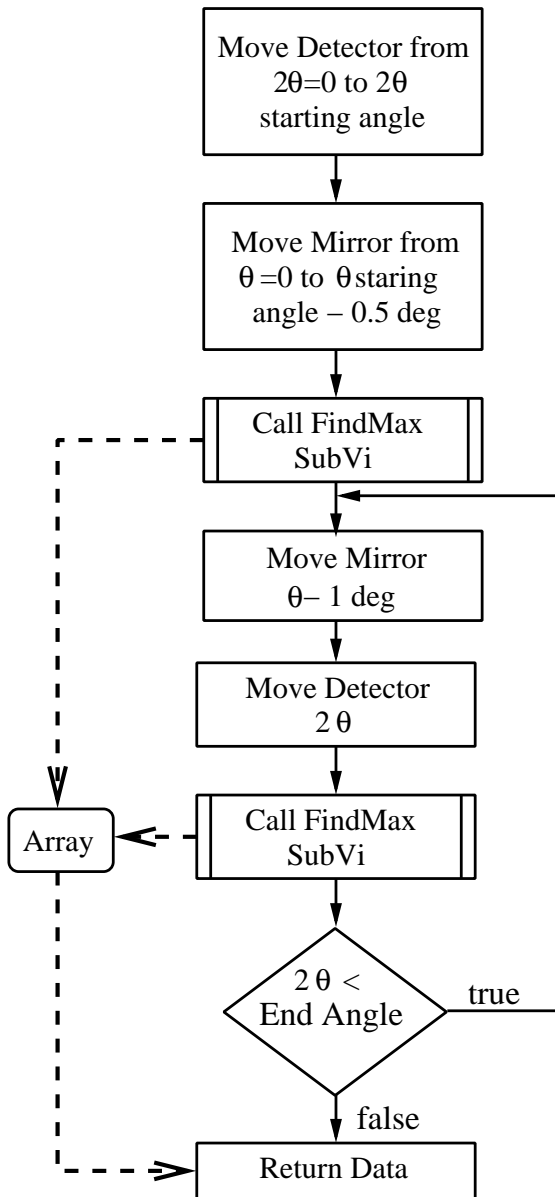 Move Detector from
2θ=0 to 2θ
starting angle
Move Mirror from
θ =0 to θ staring
angle − 0.5 deg
Call FindMax
SubVi
Move Mirror
θ− 1 deg
Move Detector
2 θ
Array
Call FindMax
SubVi
2 θ <
End Angle
true
false
Return Data